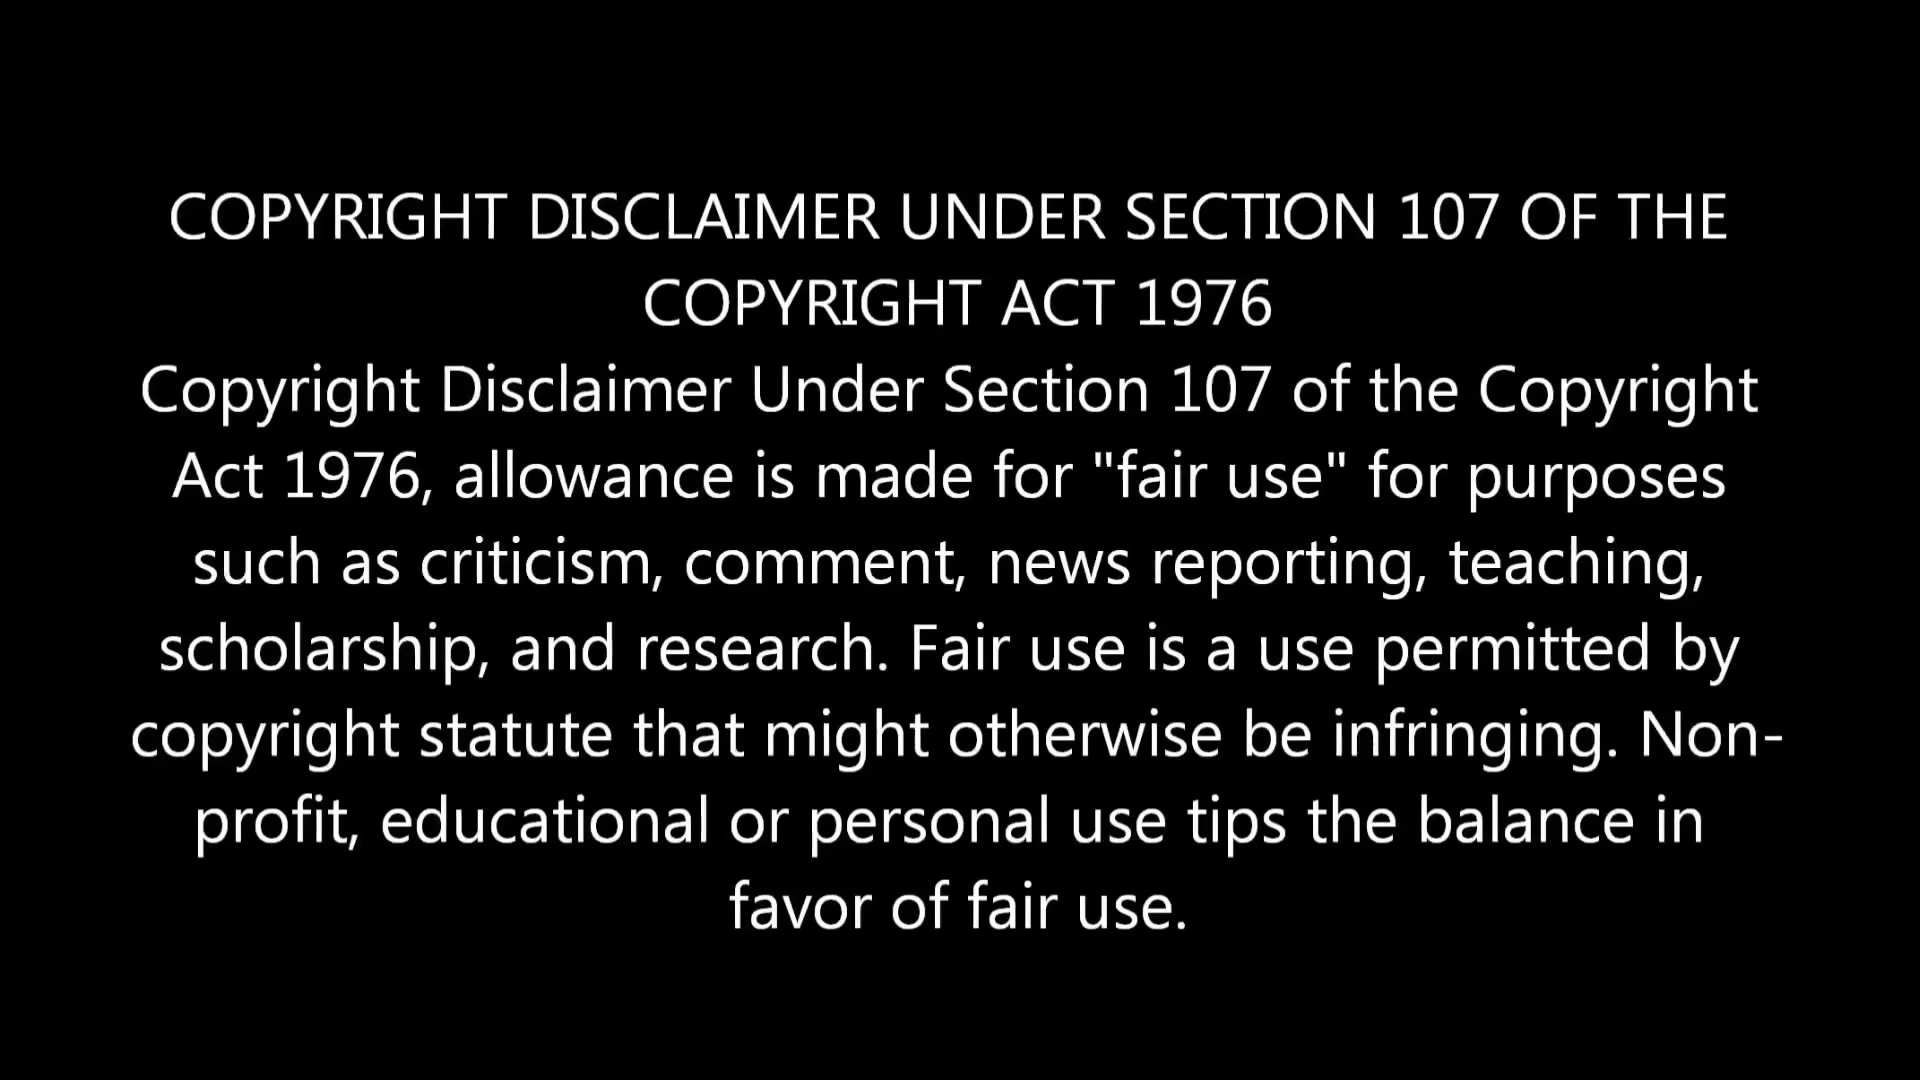 COPYRIGHT DISCLAIMER UNDER SECTION 107 OF THE
COPYRIGHT ACT 1976
Copyright Disclaimer Under Section 107 of the Copyright
Act 1976, allowance is made for "fair use" for purposes
such as criticism, comment, news reporting, teaching,
scholarship, and research. Fair use is a use permitted by
copyright statute that might otherwise be infringing. Non-
profit, educational or personal use tips the balance in
favor of fair use.